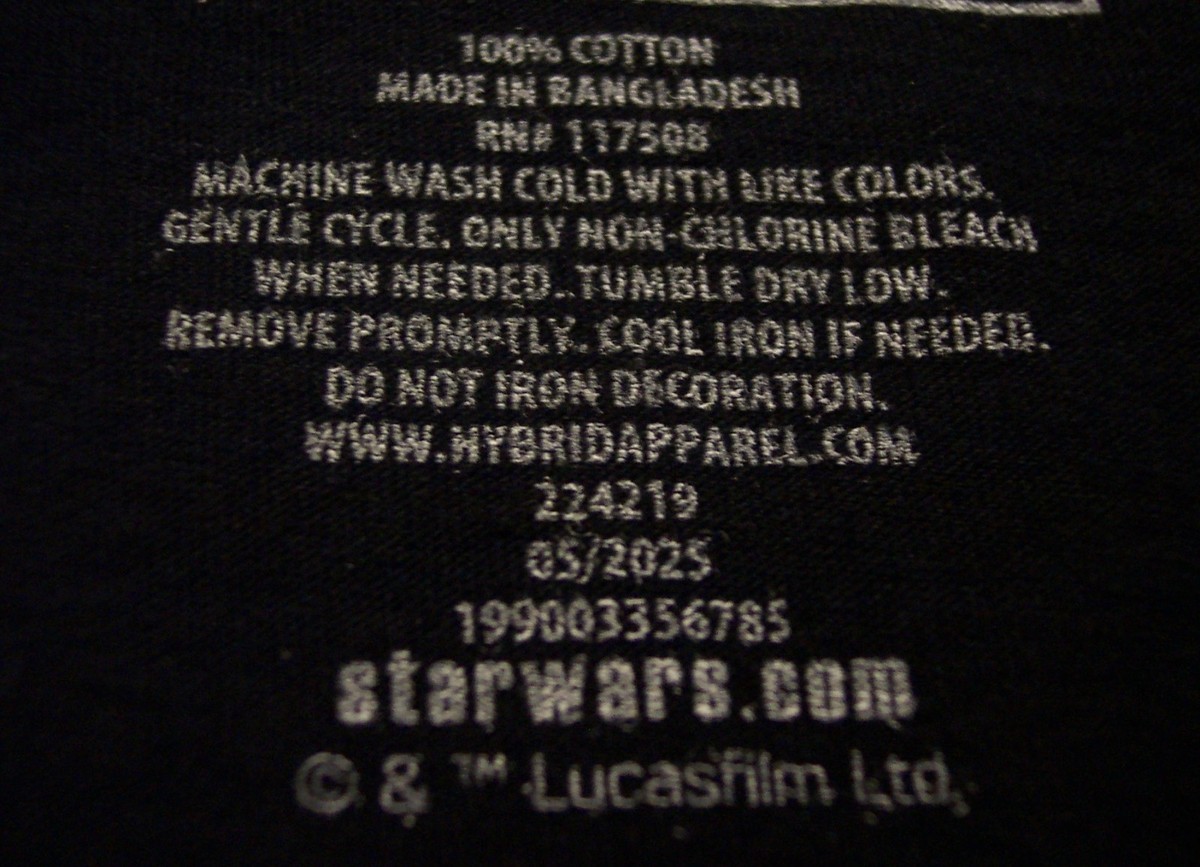 100% COTTON
MADE IN BANGLADESH
RN# 117508
MACHINE WASH COLD WITH LIKE COLORS.
GENTLE CYCLE. ONLY NON-CHLORINE BLEACH
WHEN NEEDED. TUMBLE DRY LOW.
REMOVE PROMPTLY. COOL IRON IF NEEDED.
DO NOT IRON DECORATION.
WWW.HYBRIDAPPAREL.COM
224219
05/2025
199003356785
starwars.com
© & ™ Lucasfilm Ltd.